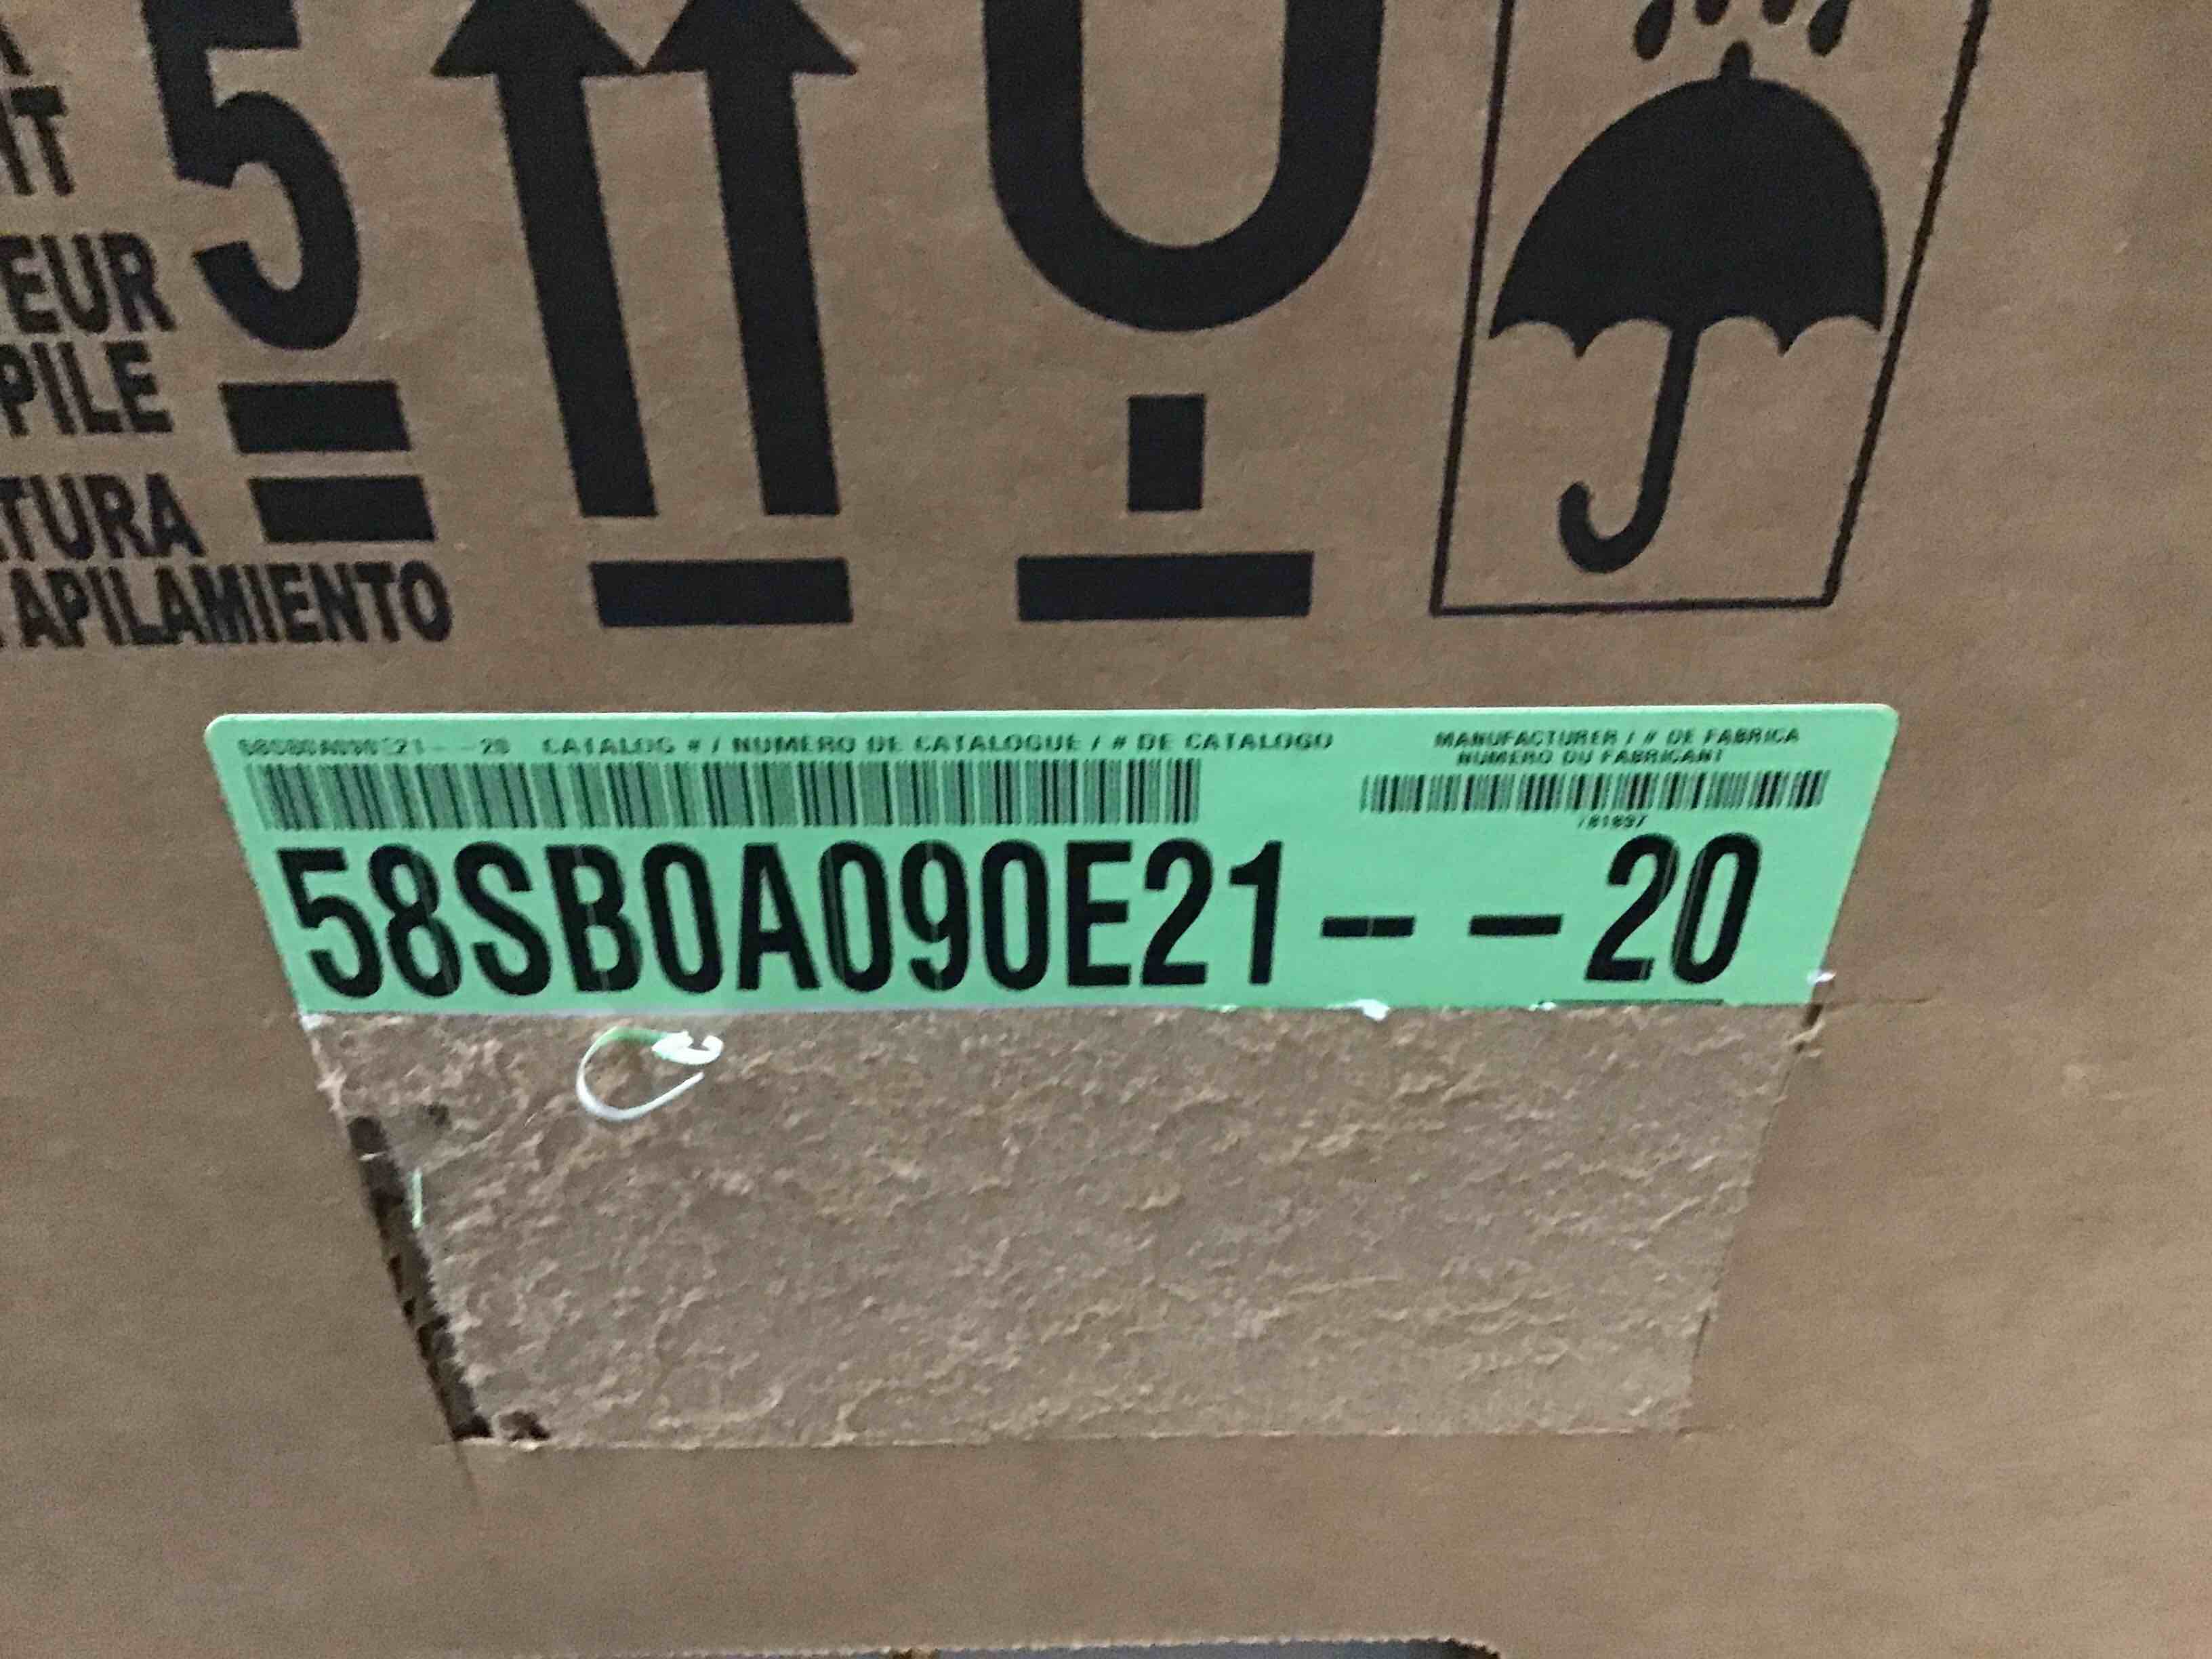 5
EUR
PILE
TURA
APILAMIENTO
58SB0A090E21--20 CATALOG # / NUMERO DE CATALOGUE / # DE CATALOGO
MANUFACTURER / # DE FABRICA
NUMERO DU FABRICANT
58SB0A090E21--20